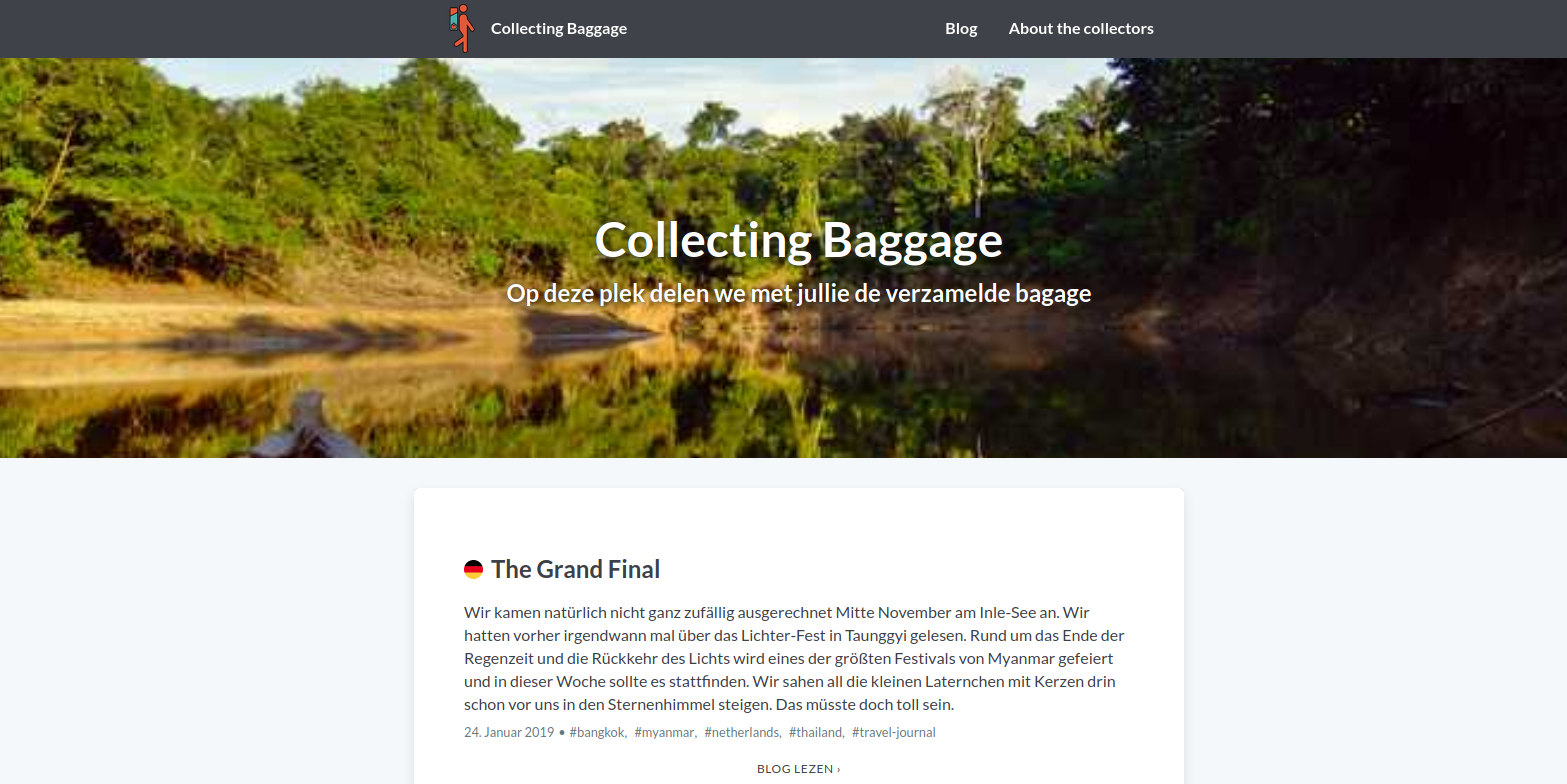 Collecting Baggage
Blog
About the collectors
Collecting Baggage
Op deze plek delen we met jullie de verzamelde bagage
The Grand Final
Wir kamen natürlich nicht ganz zufällig ausgerechnet Mitte November am Inle-See an. Wir
hatten vorher irgendwann mal über das Lichter-Fest in Taunggyi gelesen. Rund um das Ende der
Regenzeit und die Rückkehr des Lichts wird eines der größten Festivals von Myanmar gefeiert
und in dieser Woche sollte es stattfinden. Wir sahen all die kleinen Laternchen mit Kerzen drin
schon vor uns in den Sternenhimmel steigen. Das müsste doch toll sein.
24. Januar 2019 • #bangkok, #myanmar, #netherlands, #thailand, #travel-journal
BLOG LEZEN ›